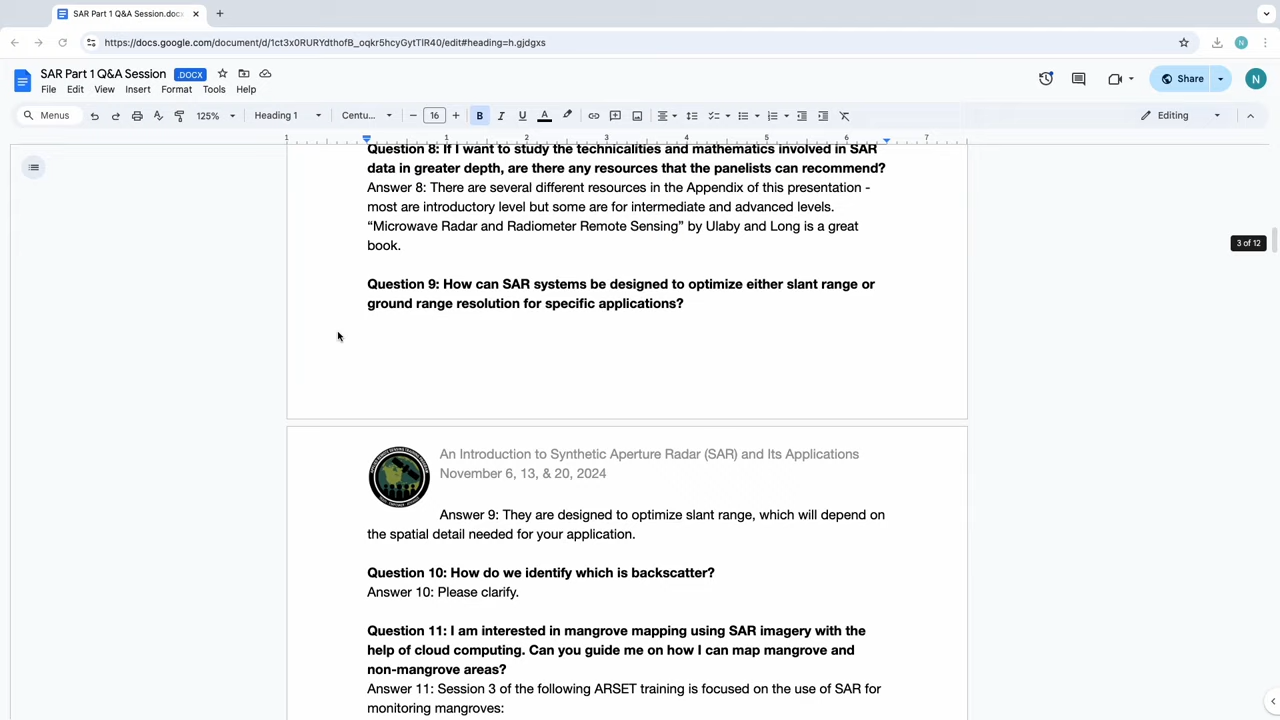 SAR Part 1 Q&A Session.docx
https://docs.google.com/document/d/1ct3x0RURYdthofB_oqkr5hcyGytTlR40/edit#heading=h.gjdgxs
N
SAR Part 1 Q&A Session .DOCX
Share
N
File Edit View Insert Format Tools Help
Menus 125% Heading 1 Centu... 16 B I U A Editing
1 1 2 3 4 5 6 7
Question 8: If I want to study the technicalities and mathematics involved in SAR
data in greater depth, are there any resources that the panelists can recommend?
Answer 8: There are several different resources in the Appendix of this presentation -
most are introductory level but some are for intermediate and advanced levels.
“Microwave Radar and Radiometer Remote Sensing” by Ulaby and Long is a great
book.
3 of 12
Question 9: How can SAR systems be designed to optimize either slant range or
ground range resolution for specific applications?
An Introduction to Synthetic Aperture Radar (SAR) and Its Applications
November 6, 13, & 20, 2024
Answer 9: They are designed to optimize slant range, which will depend on
the spatial detail needed for your application.
Question 10: How do we identify which is backscatter?
Answer 10: Please clarify.
Question 11: I am interested in mangrove mapping using SAR imagery with the
help of cloud computing. Can you guide me on how I can map mangrove and
non-mangrove areas?
Answer 11: Session 3 of the following ARSET training is focused on the use of SAR for
monitoring mangroves: